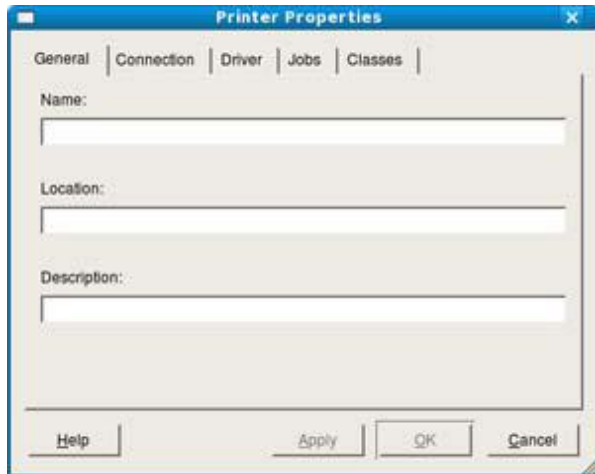 Printer Properties
General Connection Driver Jobs Classes
Name:
Location:
Description:
Help Apply OK Cancel